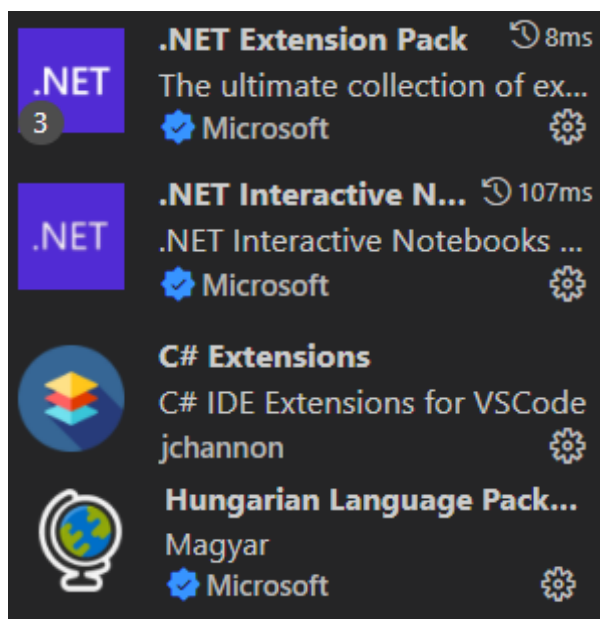 .NET
3
.NET Extension Pack 8ms
The ultimate collection of ex...
Microsoft
.NET
.NET Interactive N... 107ms
.NET Interactive Notebooks ...
Microsoft
C# Extensions
C# IDE Extensions for VSCode
jchannon
Hungarian Language Pack...
Magyar
Microsoft